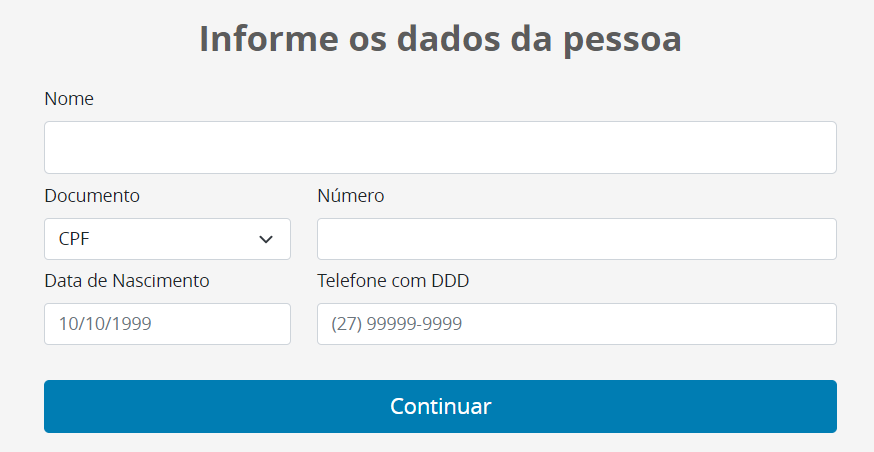 Informe os dados da pessoa
Nome
Documento Número
CPF
Data de Nascimento Telefone com DDD
10/10/1999 (27) 99999-9999
Continuar